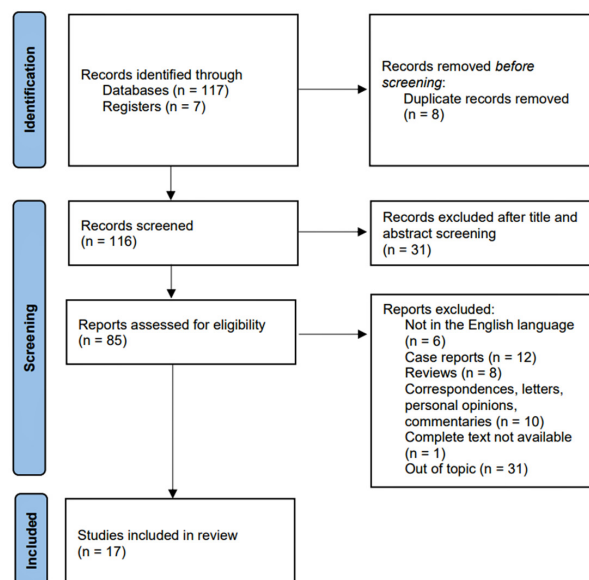 Identification
Records identified through
Databases (n = 117)
Registers (n = 7)
Records removed before
screening:
Duplicate records removed
(n = 8)
Screening
Records screened
(n = 116)
Records excluded after title and
abstract screening
(n = 31)
Reports assessed for eligibility
(n = 85)
Reports excluded:
Not in the English language
(n = 6)
Case reports (n = 12)
Reviews (n = 8)
Correspondences, letters,
personal opinions,
commentaries (n = 10)
Complete text not available
(n = 1)
Out of topic (n = 31)
Included
Studies included in review
(n = 17)